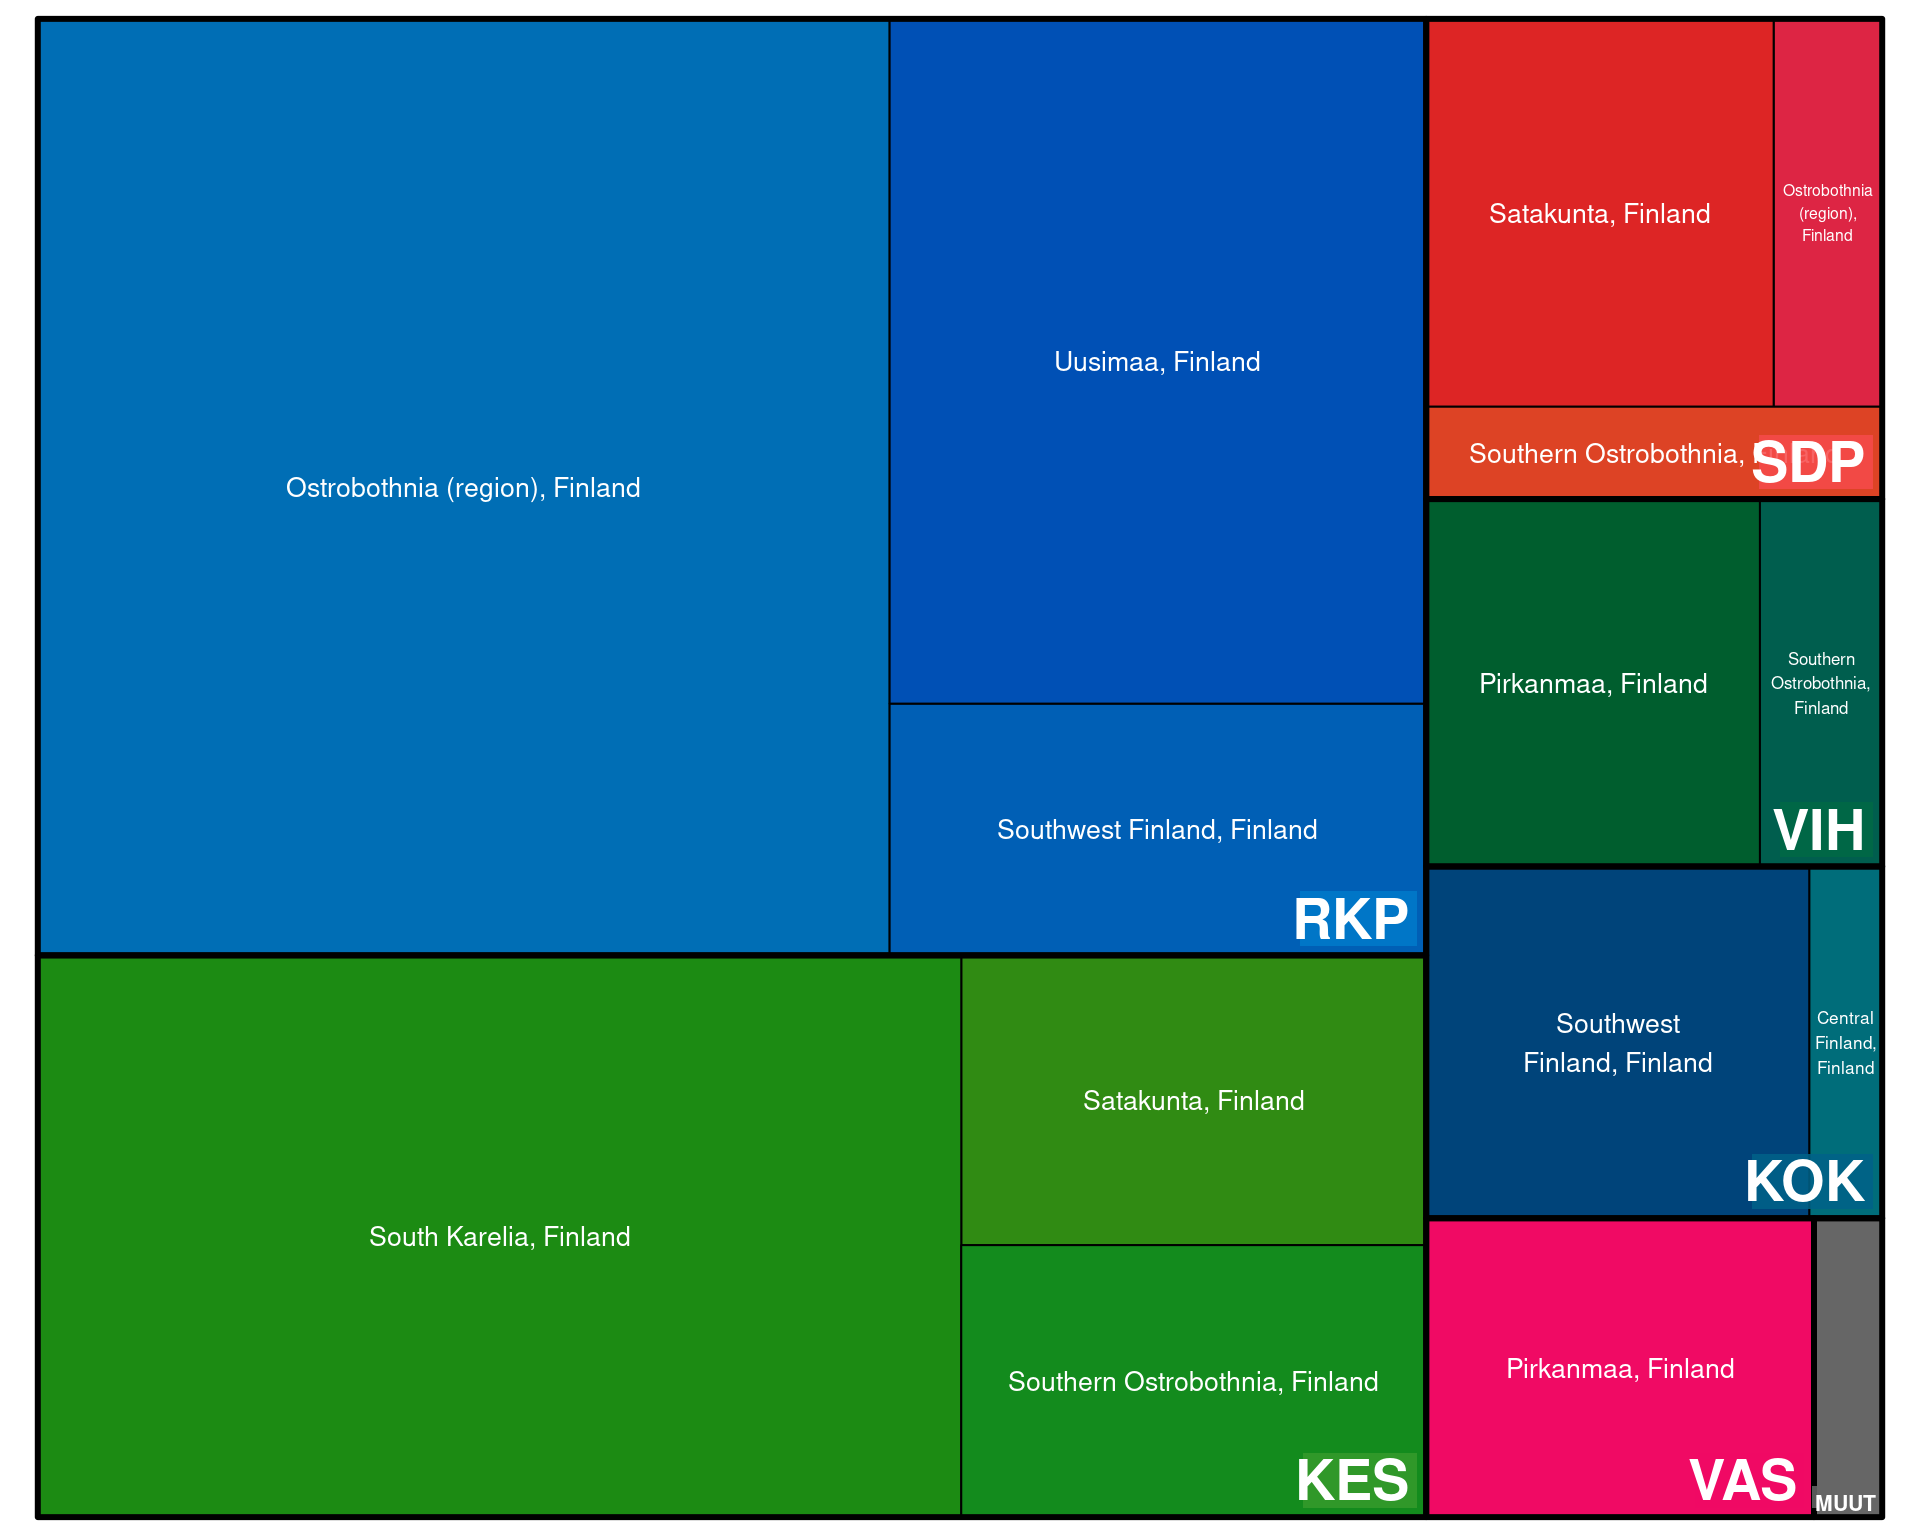 Ostrobothnia (region), Finland
Uusimaa, Finland
Southwest Finland, Finland
RKP
South Karelia, Finland
Satakunta, Finland
Southern Ostrobothnia, Finland
KES
Satakunta, Finland
Ostrobothnia
(region),
Finland
Southern Ostrobothnia,
SDP
Pirkanmaa, Finland
Southern
Ostrobothnia,
Finland
VIH
Southwest
Finland, Finland
Central
Finland,
Finland
KOK
Pirkanmaa, Finland
VAS
MUUT